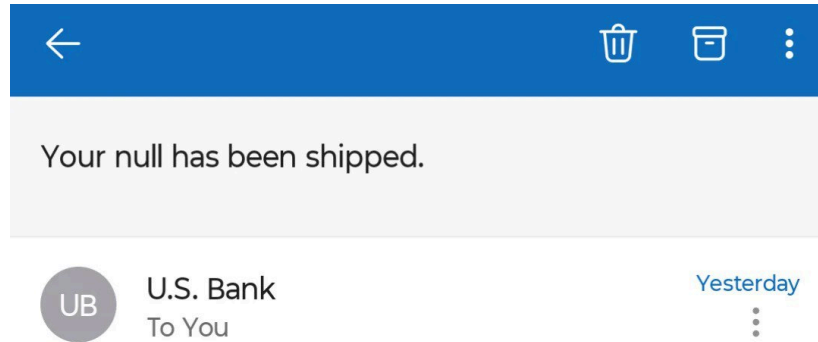 Your null has been shipped.
UB
U.S. Bank
Yesterday
To You